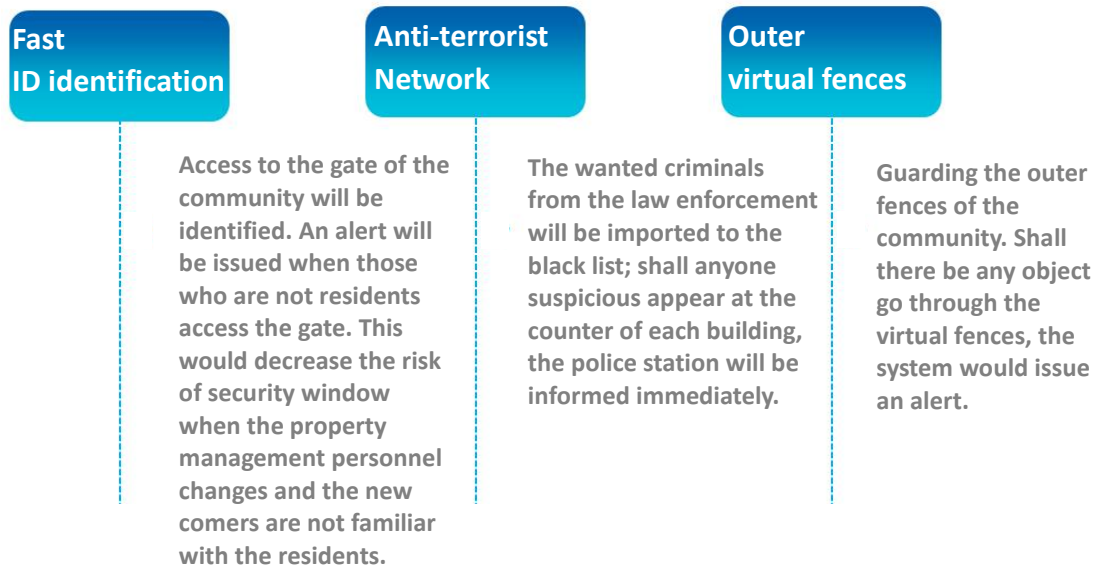 Fast
ID identification
Access to the gate of the
community will be
identified. An alert will
be issued when those
who are not residents
access the gate. This
would decrease the risk
of security window
when the property
management personnel
changes and the new
comers are not familiar
with the residents.
Anti-terrorist
Network
The wanted criminals
from the law enforcement
will be imported to the
black list; shall anyone
suspicious appear at the
counter of each building,
the police station will be
informed immediately.
Outer
virtual fences
Guarding the outer
fences of the
community. Shall
there be any object
go through the
virtual fences, the
system would issue
an alert.